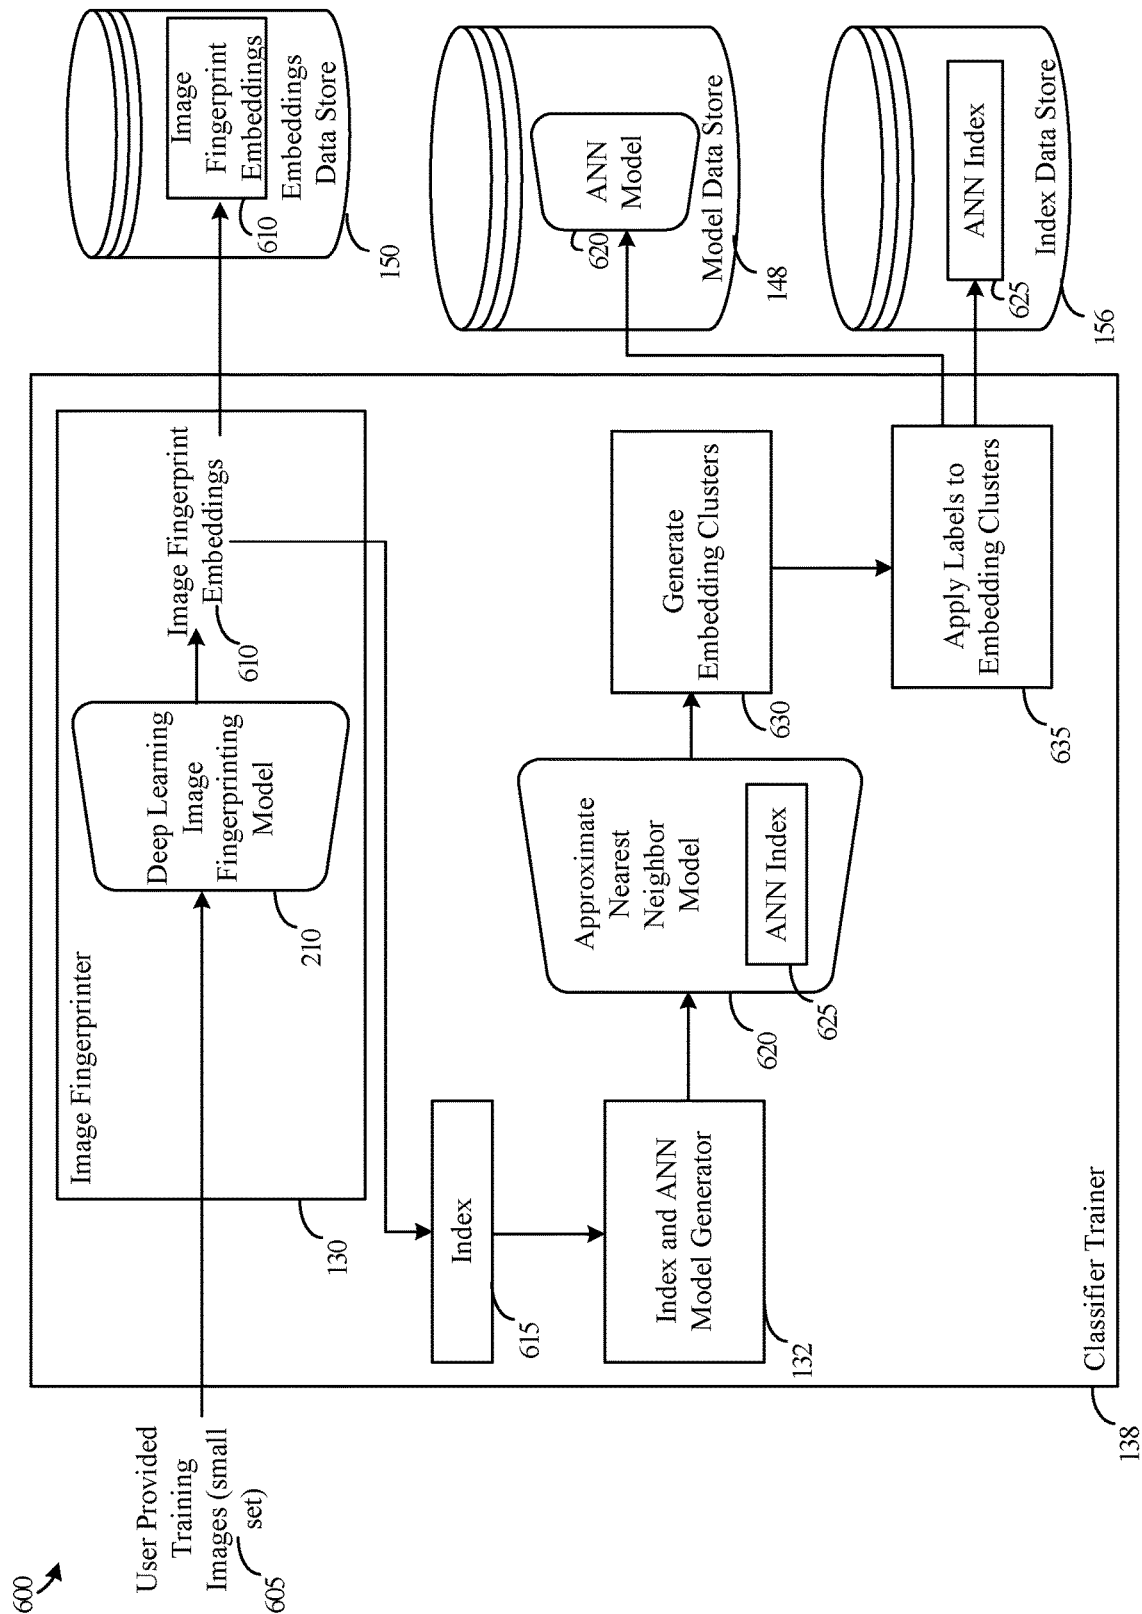 600
User Provided
Training
Images (small
set)
605
Image Fingerprinter
130
Deep Learning
Image
Fingerprinting
Model
210
Image Fingerprint
Embeddings
610
Image
Fingerprint
Embeddings
610
Embeddings
Data Store
150
Index
615
Index and ANN
Model Generator
132
Approximate
Nearest
Neighbor
Model
ANN Index
625
620
Generate
Embedding Clusters
630
Apply Labels to
Embedding Clusters
635
ANN
Model
620
Model Data Store
148
ANN Index
625
Index Data Store
156
Classifier Trainer
138